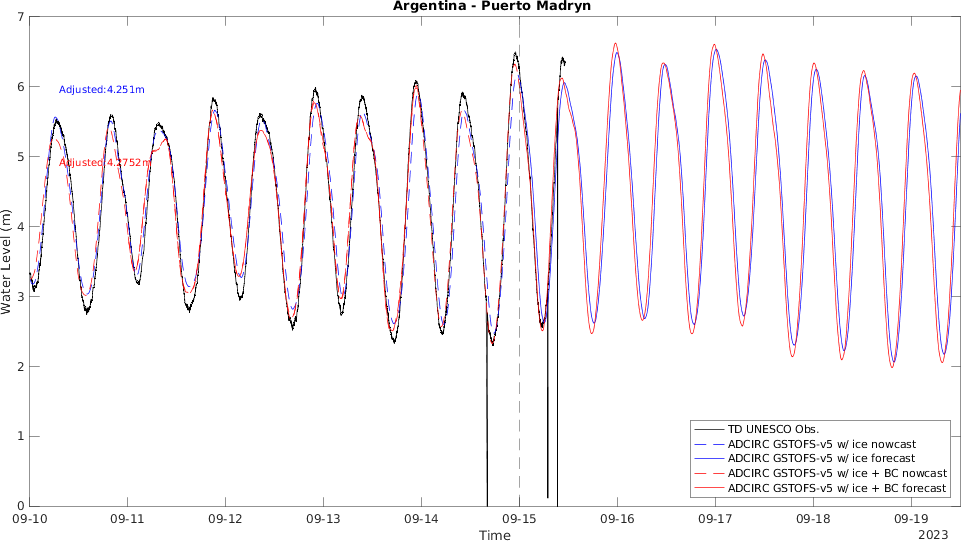 Argentina - Puerto Madryn
7
6
5
4
3
2
1
0
Water Level (m)
Adjusted:4.251m
Adjusted:4.2752m
TD UNESCO Obs.
ADCIRC GSTOFS-v5 w/ ice nowcast
ADCIRC GSTOFS-v5 w/ ice forecast
ADCIRC GSTOFS-v5 w/ ice + BC nowcast
ADCIRC GSTOFS-v5 w/ ice + BC forecast
09-10 09-11 09-12 09-13 09-14 09-15 09-16 09-17 09-18 09-19
Time
2023